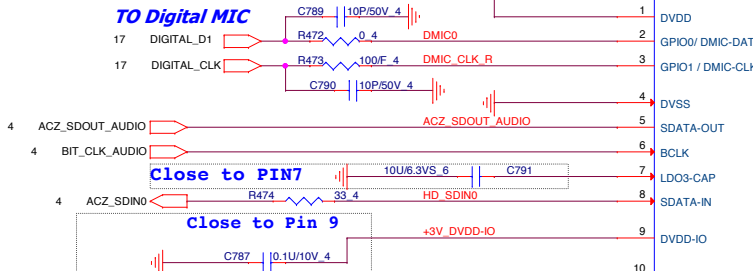 TO Digital MIC
C789 10P/50V_4
1 DVDD
17 DIGITAL_D1 R472 0_4 DMIC0 2 GPIO0/ DMIC-DAT
17 DIGITAL_CLK R473 100/F_4 DMIC_CLK_R 3 GPIO1 / DMIC-CLK
C790 10P/50V_4
4 DVSS
4 ACZ_SDOUT_AUDIO ACZ_SDOUT_AUDIO 5 SDATA-OUT
4 BIT_CLK_AUDIO 6 BCLK
Close to PIN7 10U/6.3VS_6 C791 7 LDO3-CAP
4 ACZ_SDIN0 R474 33_4 HD_SDIN0 8 SDATA-IN
Close to Pin 9
+3V_DVDD-IO 9 DVDD-IO
C787 0.1U/10V_4
10